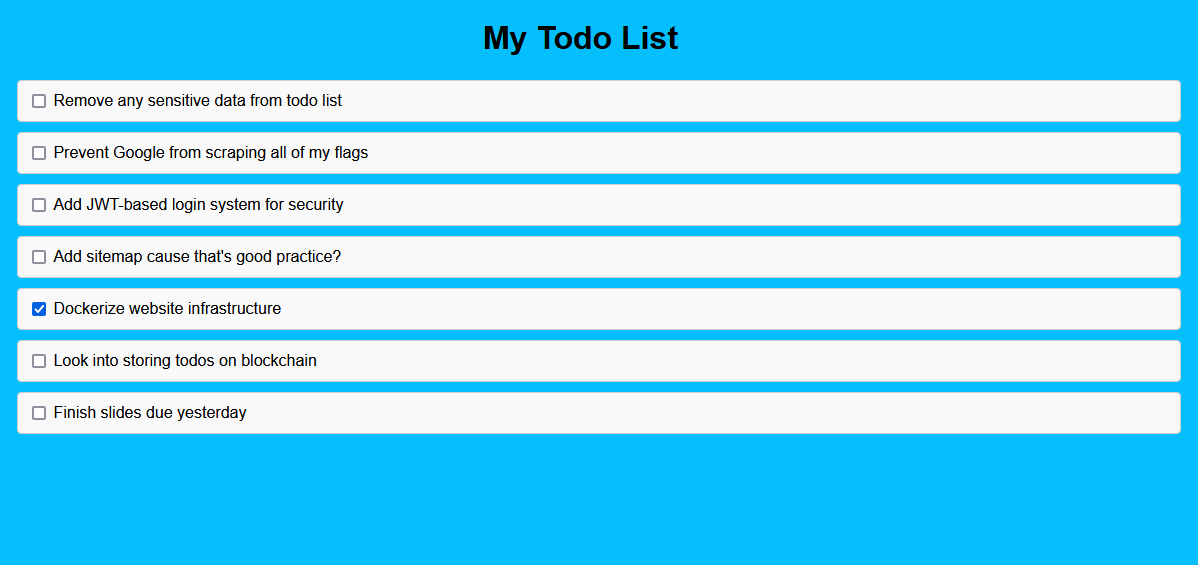 My Todo List
Remove any sensitive data from todo list
Prevent Google from scraping all of my flags
Add JWT-based login system for security
Add sitemap cause that's good practice?
Dockerize website infrastructure
Look into storing todos on blockchain
Finish slides due yesterday